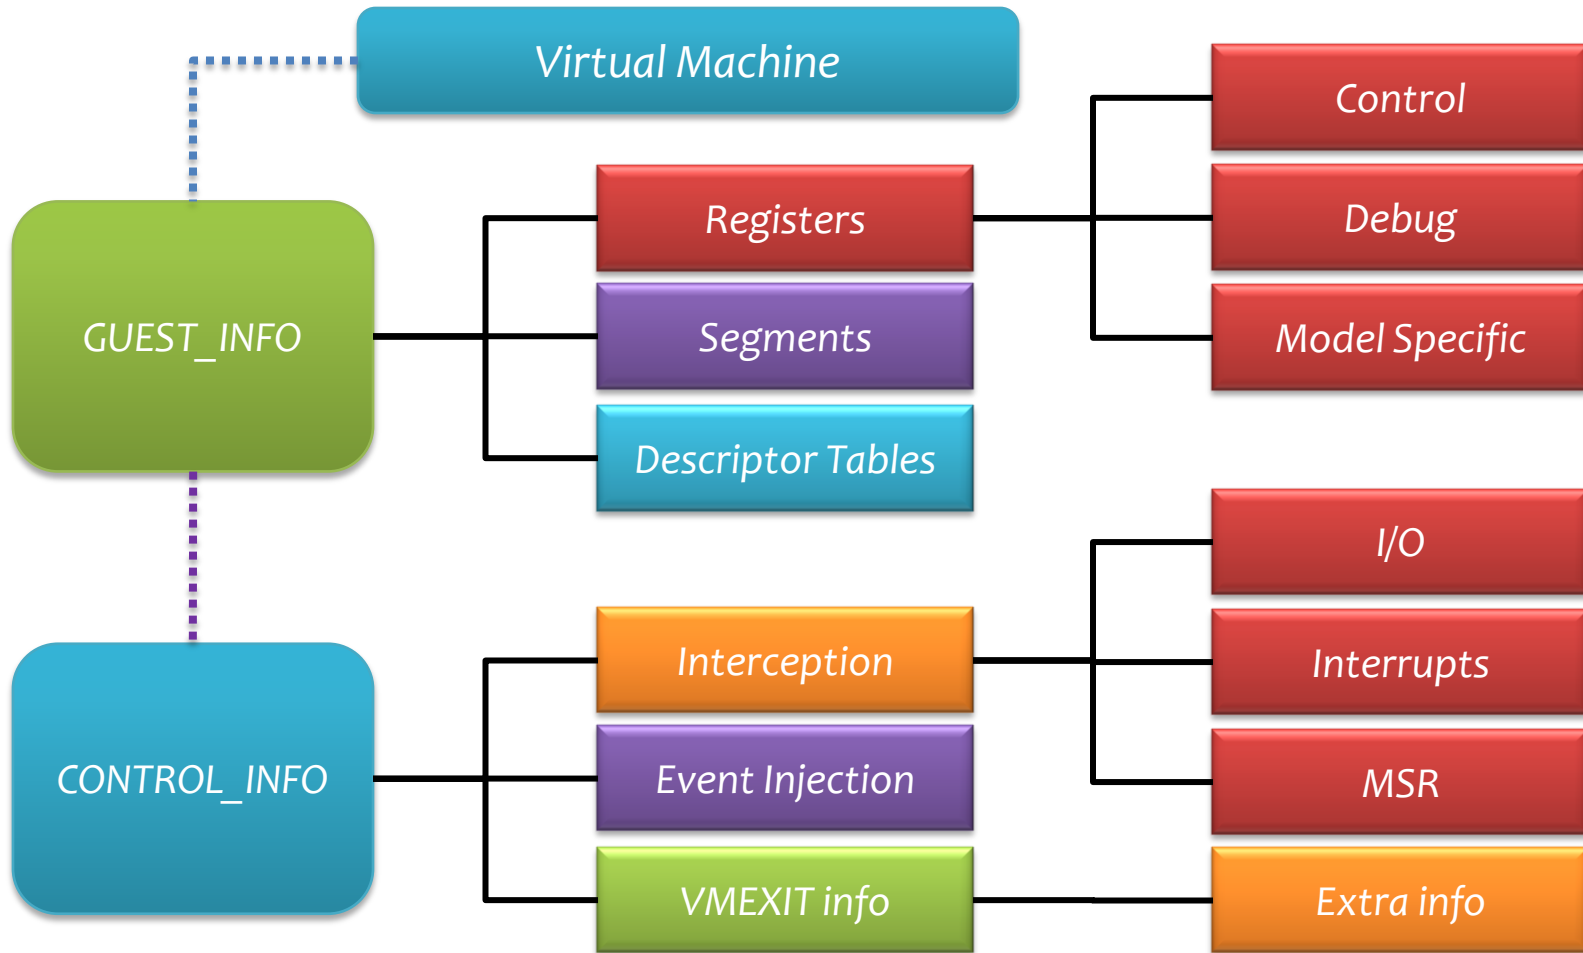 Virtual Machine
GUEST_INFO
Registers
Segments
Descriptor Tables
Control
Debug
Model Specific
CONTROL_INFO
Interception
Event Injection
VMEXIT info
I/O
Interrupts
MSR
Extra info